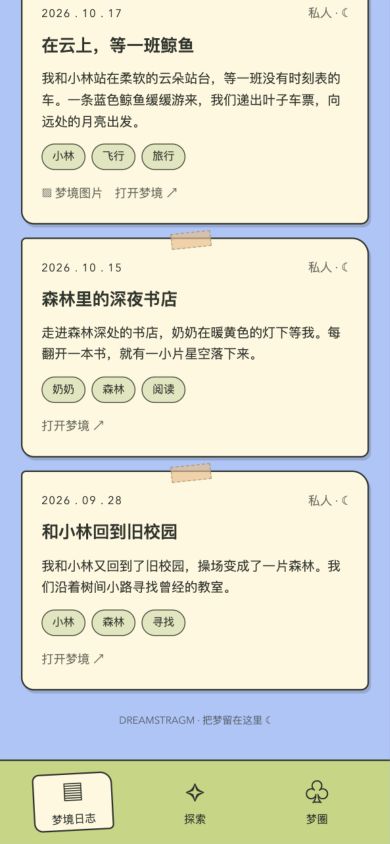 2026 . 10 . 17 私人 · ☾
在云上，等一班鲸鱼
我和小林站在柔软的云朵站台，等一班没有时刻表的
车。一条蓝色鲸鱼缓缓游来，我们递出叶子车票，向
远处的月亮出发。
小林 飞行 旅行
▨ 梦境图片 打开梦境 ↗
2026 . 10 . 15 私人 · ☾
森林里的深夜书店
走进森林深处的书店，奶奶在暖黄色的灯下等我。每
翻开一本书，就有一小片星空落下来。
奶奶 森林 阅读
打开梦境 ↗
2026 . 09 . 28 私人 · ☾
和小林回到旧校园
我和小林又回到了旧校园，操场变成了一片森林。我
们沿着树间小路寻找曾经的教室。
小林 森林 寻找
打开梦境 ↗
DREAMSTRAGM · 把梦留在这里 ☾
梦境日志 探索 梦圈